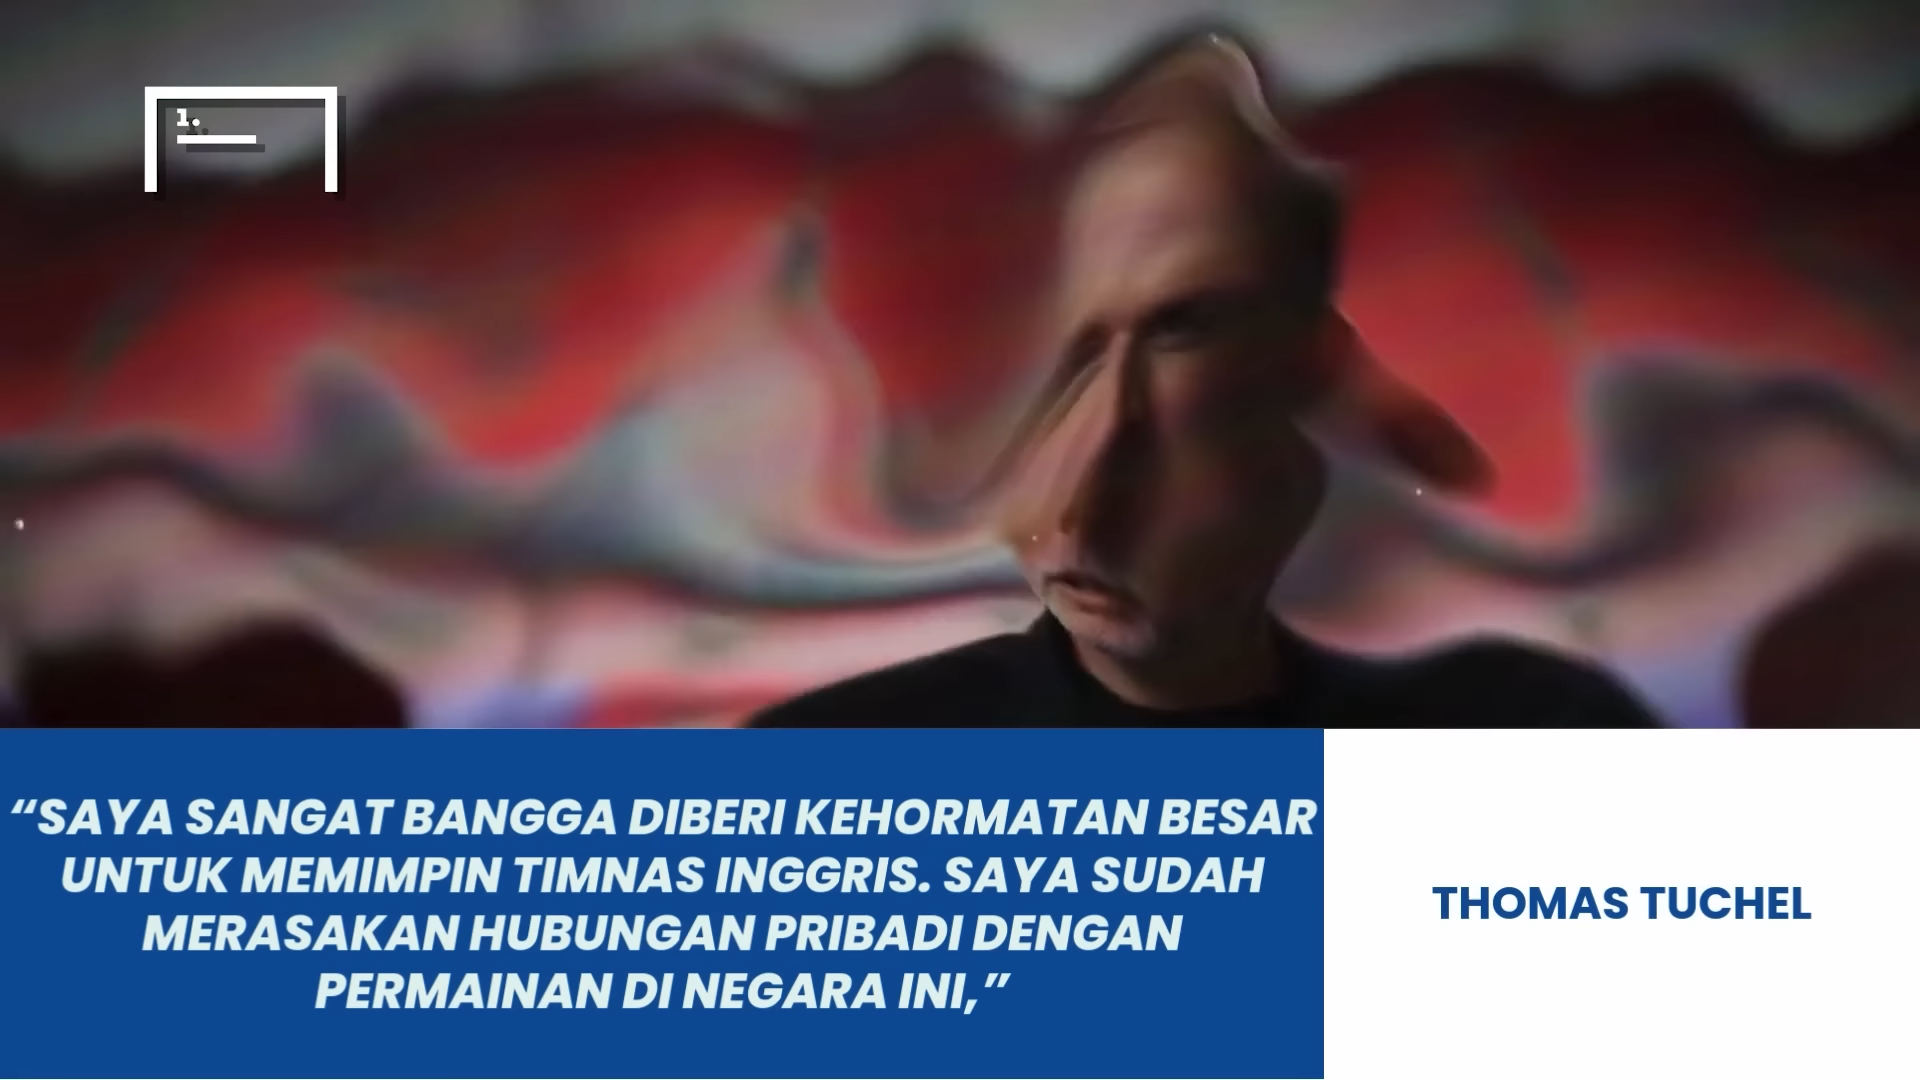 1.
“SAYA SANGAT BANGGA DIBERI KEHORMATAN BESAR
UNTUK MEMIMPIN TIMNAS INGGRIS. SAYA SUDAH
MERASAKAN HUBUNGAN PRIBADI DENGAN
PERMAINAN DI NEGARA INI,”
THOMAS TUCHEL